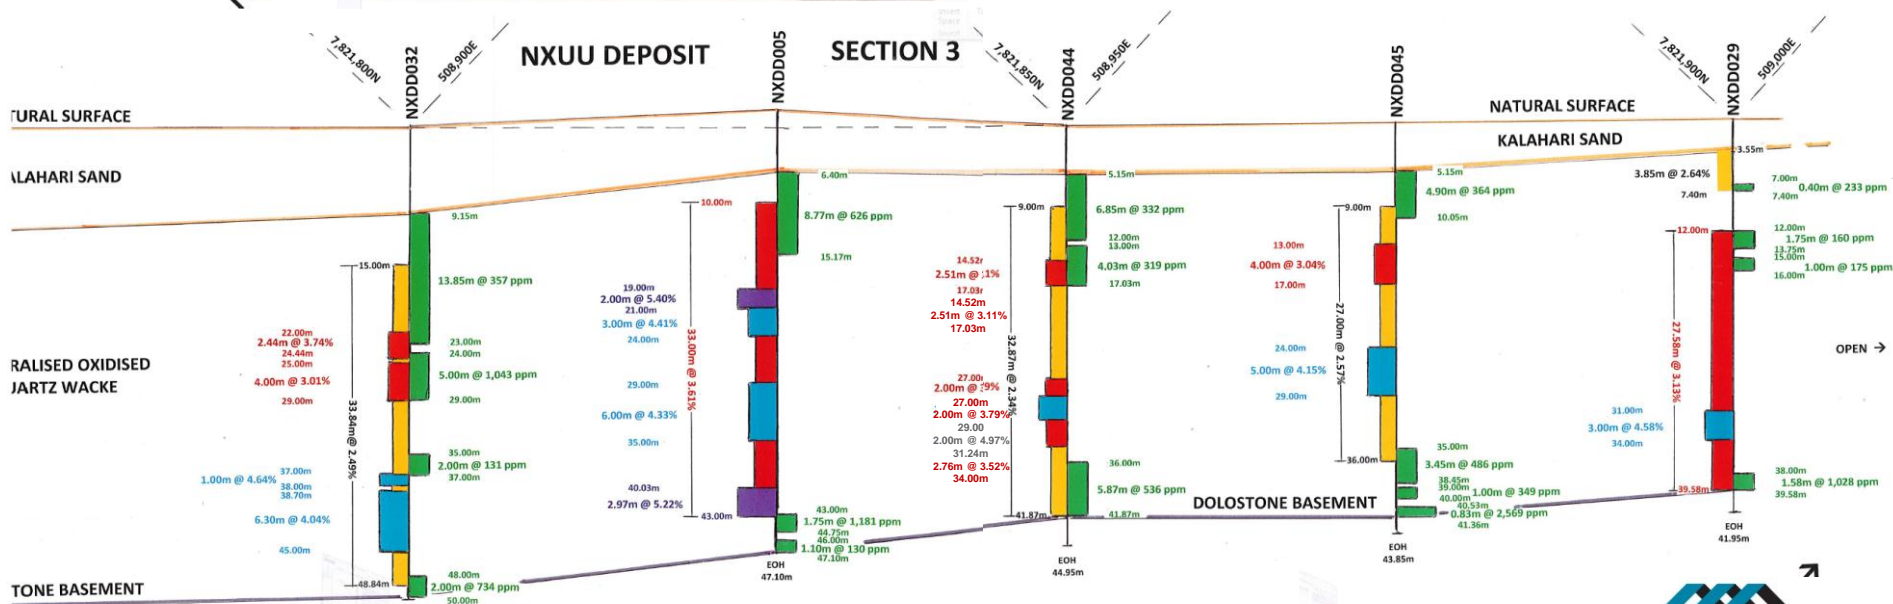 NXUU DEPOSIT
SECTION 3
7,821,800N
NXDD032
508,900E
NXDD005
7,821,850N
NXDD044
508,950E
NXDD045
7,821,900N
NXDD029
509,000E
TURAL SURFACE
NATURAL SURFACE
ALAHARI SAND
KALAHARI SAND
RALISED OXIDISED
JARTZ WACKE
TONE BASEMENT
DOLOSTONE BASEMENT
OPEN →
9.15m
13.85m @ 357 ppm
23.00m
24.00m
5.00m @ 1,043 ppm
29.00m
35.00m
2.00m @ 131 ppm
37.00m
48.00m
2.00m @ 734 ppm
50.00m
15.00m
33.84m @ 2.49%
48.84m
22.00m
2.44m @ 3.74%
24.44m
25.00m
4.00m @ 3.01%
29.00m
37.00m
1.00m @ 4.64%
38.00m
38.70m
6.30m @ 4.04%
45.00m
6.40m
8.77m @ 626 ppm
15.17m
43.00m
1.75m @ 1,181 ppm
44.75m
46.00m
1.10m @ 130 ppm
47.10m
EOH
47.10m
10.00m
33.00m @ 3.61%
43.00m
19.00m
2.00m @ 5.40%
21.00m
3.00m @ 4.41%
24.00m
29.00m
6.00m @ 4.33%
35.00m
40.03m
2.97m @ 5.22%
5.15m
6.85m @ 332 ppm
12.00m
13.00m
4.03m @ 319 ppm
17.03m
36.00m
5.87m @ 536 ppm
41.87m
EOH
44.95m
9.00m
32.87m @ 2.34%
41.87m
14.52m
2.51m @ 3.11%
17.03m
27.00m
2.00m @ 3.79%
29.00
2.00m @ 4.97%
31.24m
2.76m @ 3.52%
34.00m
5.15m
4.90m @ 364 ppm
10.05m
35.00m
3.45m @ 486 ppm
38.45m
39.00m
1.00m @ 349 ppm
40.00m
40.53m
0.83m @ 2,569 ppm
41.36m
EOH
43.85m
9.00m
27.00m @ 2.57%
36.00m
13.00m
4.00m @ 3.04%
17.00m
24.00m
5.00m @ 4.15%
29.00m
3.55m
3.85m @ 2.64%
7.40m
7.00m
0.40m @ 233 ppm
7.40m
12.00m
1.75m @ 160 ppm
13.75m
15.00m
1.00m @ 175 ppm
16.00m
38.00m
1.58m @ 1,028 ppm
39.58m
12.00m
27.58m @ 3.13%
39.58m
31.00m
3.00m @ 4.58%
34.00m
EOH
41.95m